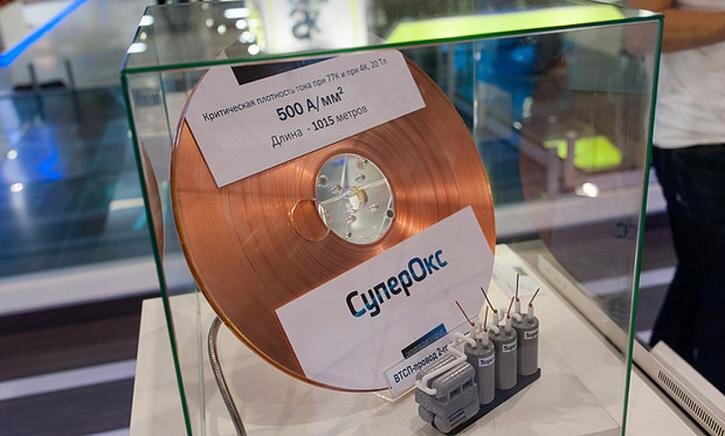 Критическая плотность тока при 77К и при 4К, 20 Тл
500 А/мм²
Длина - 1015 метров
СуперОкс
ВТСП-провод 2-го